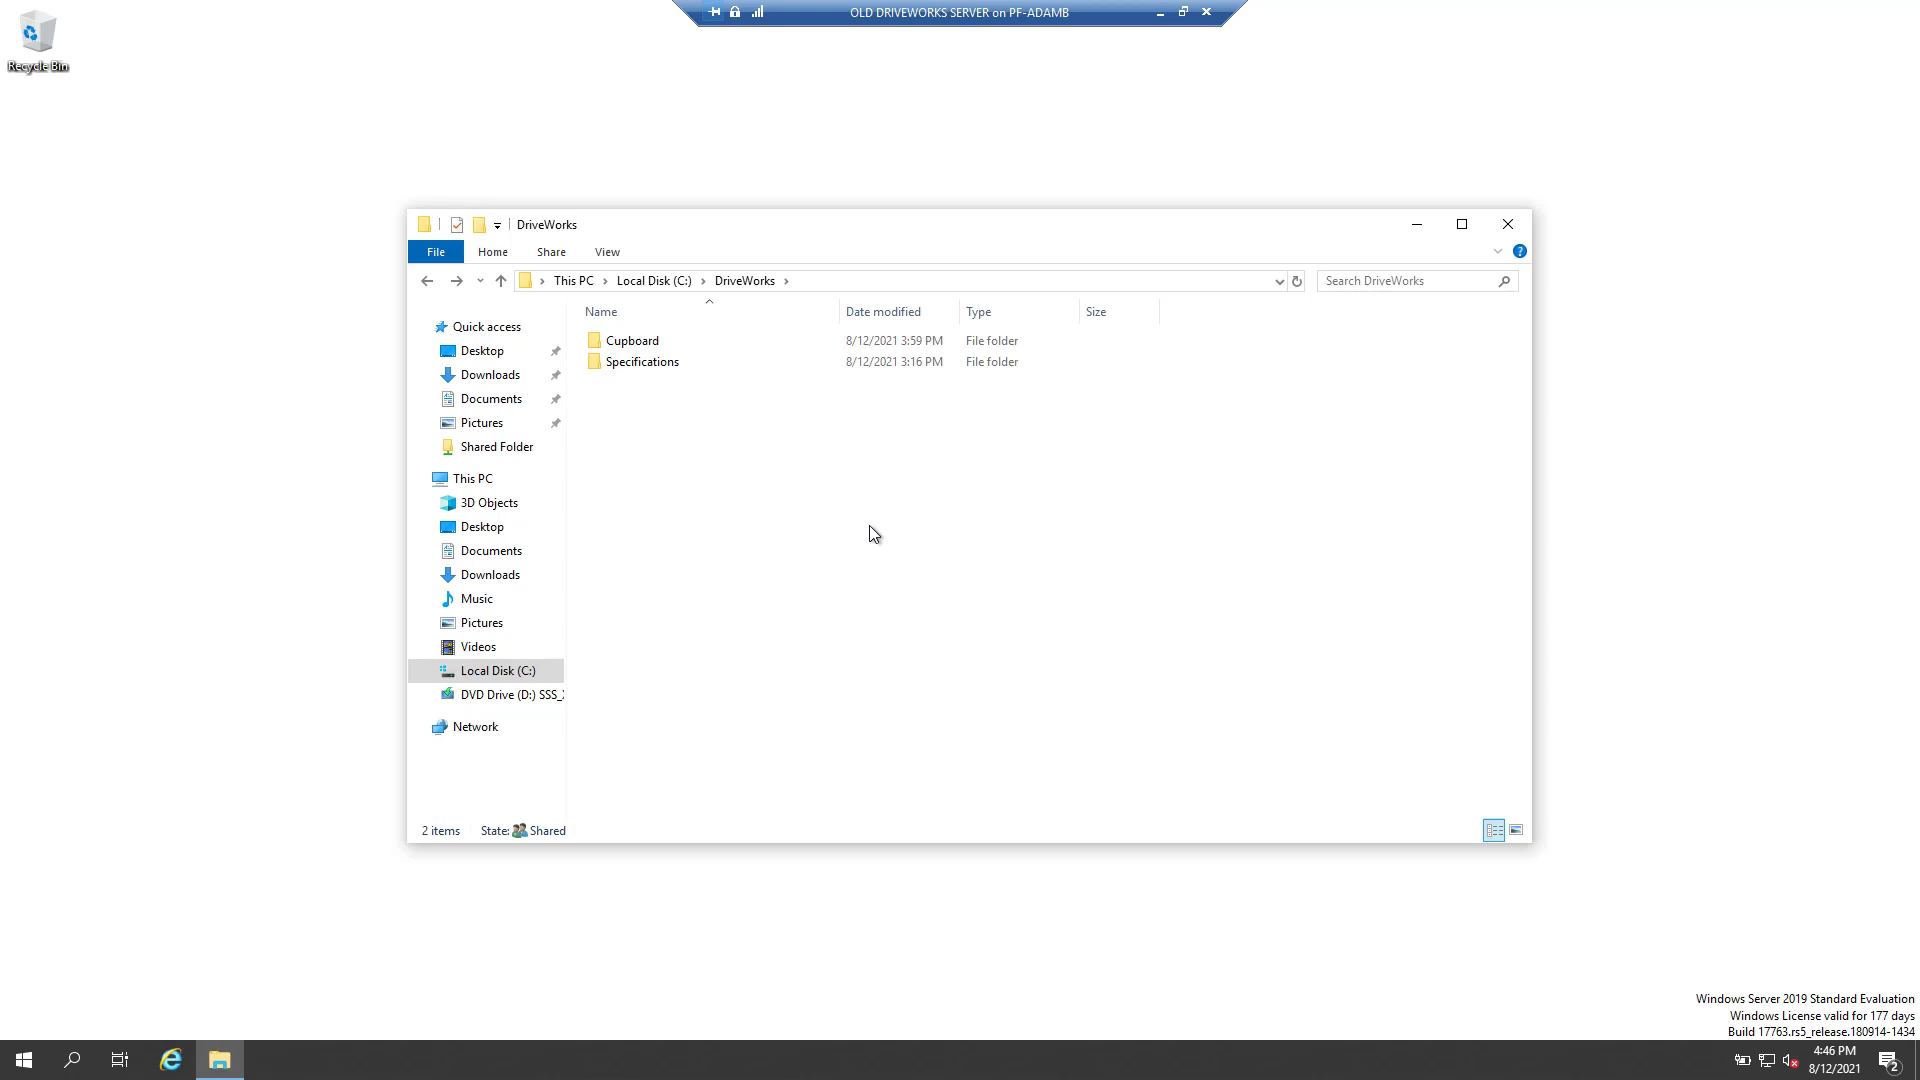 OLD DRIVEWORKS SERVER on PF-ADAMB
Recycle Bin
DriveWorks
File Home Share View
This PC Local Disk (C:) DriveWorks
Search DriveWorks
Name Date modified Type Size
Cupboard 8/12/2021 3:59 PM File folder
Specifications 8/12/2021 3:16 PM File folder
Quick access
Desktop
Downloads
Documents
Pictures
Shared Folder
This PC
3D Objects
Desktop
Documents
Downloads
Music
Pictures
Videos
Local Disk (C:)
DVD Drive (D:) SSS_
Network
2 items State: Shared
Windows Server 2019 Standard Evaluation
Windows License valid for 177 days
Build 17763.rs5_release.180914-1434
4:46 PM
8/12/2021
2